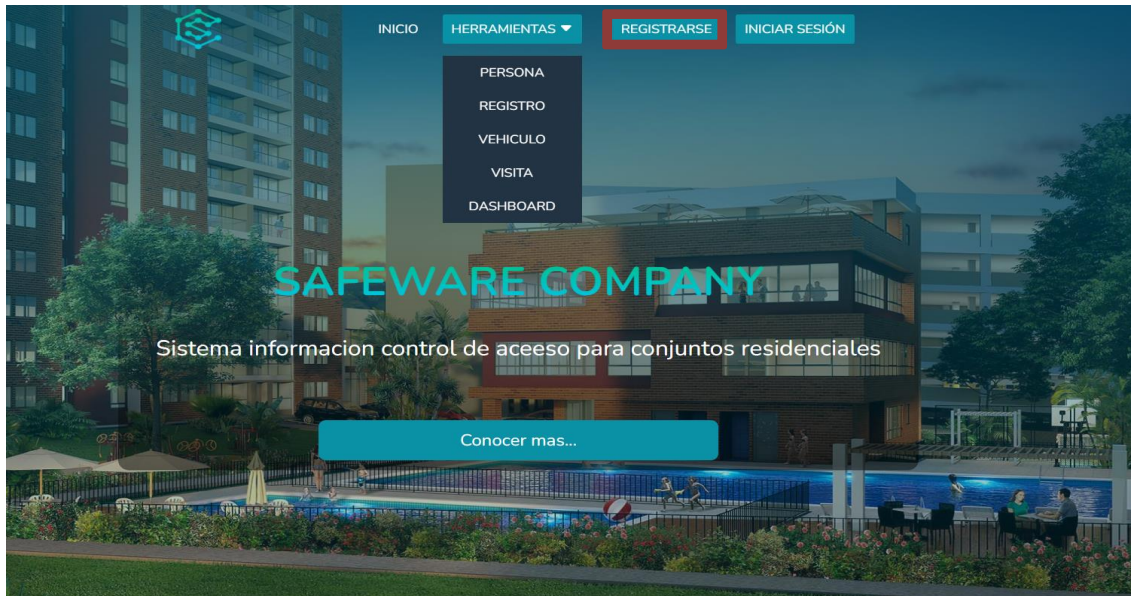 INICIO HERRAMIENTAS REGISTRARSE INICIAR SESIÓN
PERSONA
REGISTRO
VEHICULO
VISITA
DASHBOARD
SAFEWARE COMPANY
Sistema informacion control de aceeso para conjuntos residenciales
Conocer mas...